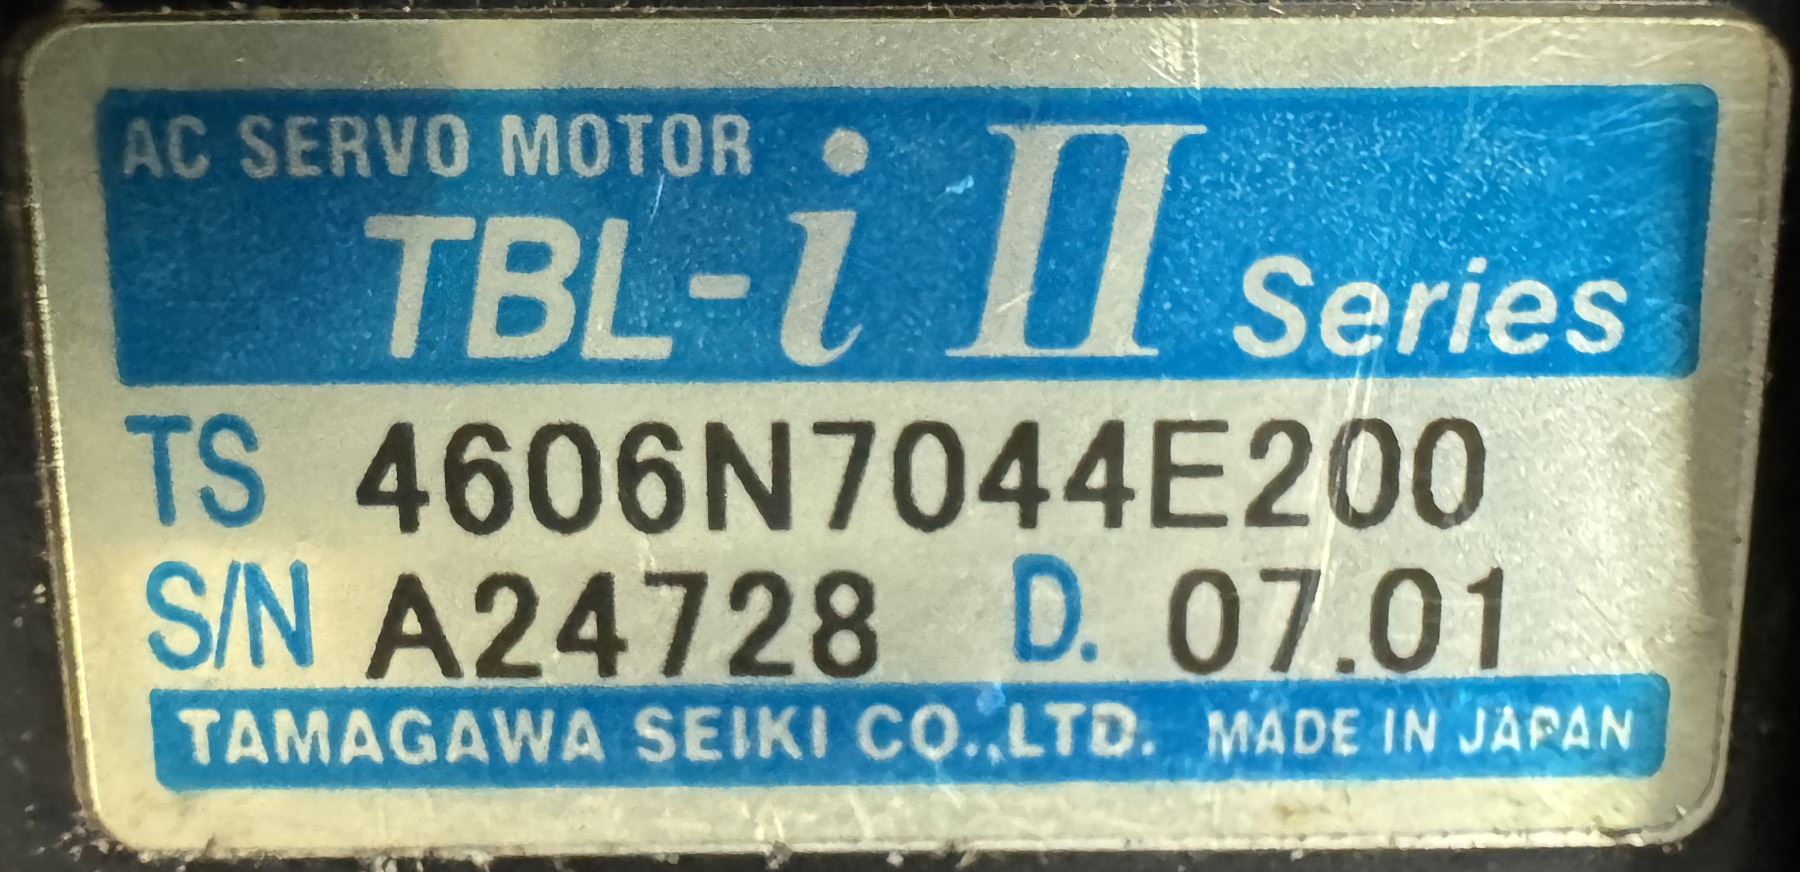 AC SERVO MOTOR
TBL-i II Series
TS 4606N7044E200
S/N A24728 D. 07.01
TAMAGAWA SEIKI CO.,LTD. MADE IN JAPAN